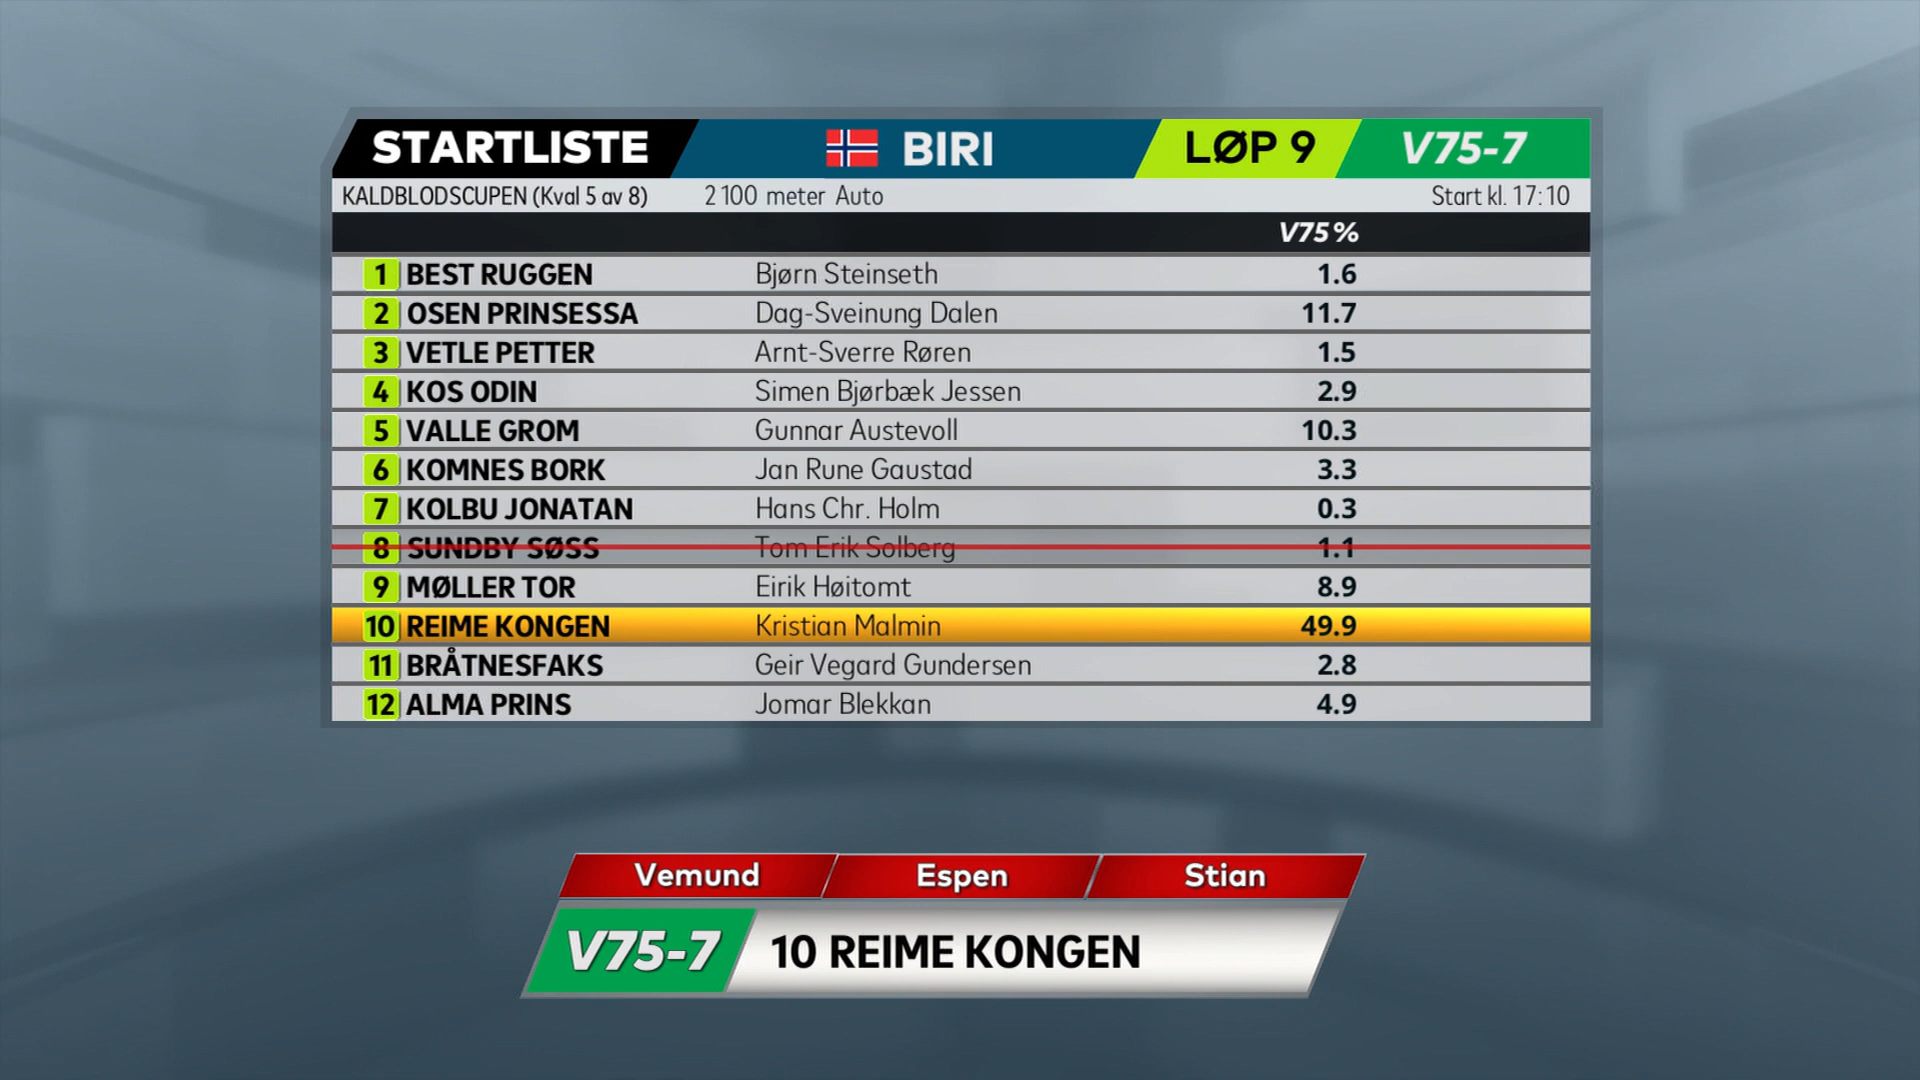 STARTLISTE BIRI LØP 9 V75-7
KALDBLODSCUPEN (Kval 5 av 8) 2100 meter Auto Start kl. 17:10
V75%
1 BEST RUGGEN Bjørn Steinseth 1.6
2 OSEN PRINSESSA Dag-Sveinung Dalen 11.7
3 VETLE PETTER Arnt-Sverre Røren 1.5
4 KOS ODIN Simen Bjørbæk Jessen 2.9
5 VALLE GROM Gunnar Austevoll 10.3
6 KOMNES BORK Jan Rune Gaustad 3.3
7 KOLBU JONATAN Hans Chr. Holm 0.3
8 SUNDBY SØSS Tom Erik Solberg 1.1
9 MØLLER TOR Eirik Høitomt 8.9
10 REIME KONGEN Kristian Malmin 49.9
11 BRÅTNESFAKS Geir Vegard Gundersen 2.8
12 ALMA PRINS Jomar Blekkan 4.9
Vemund Espen Stian
V75-7 10 REIME KONGEN